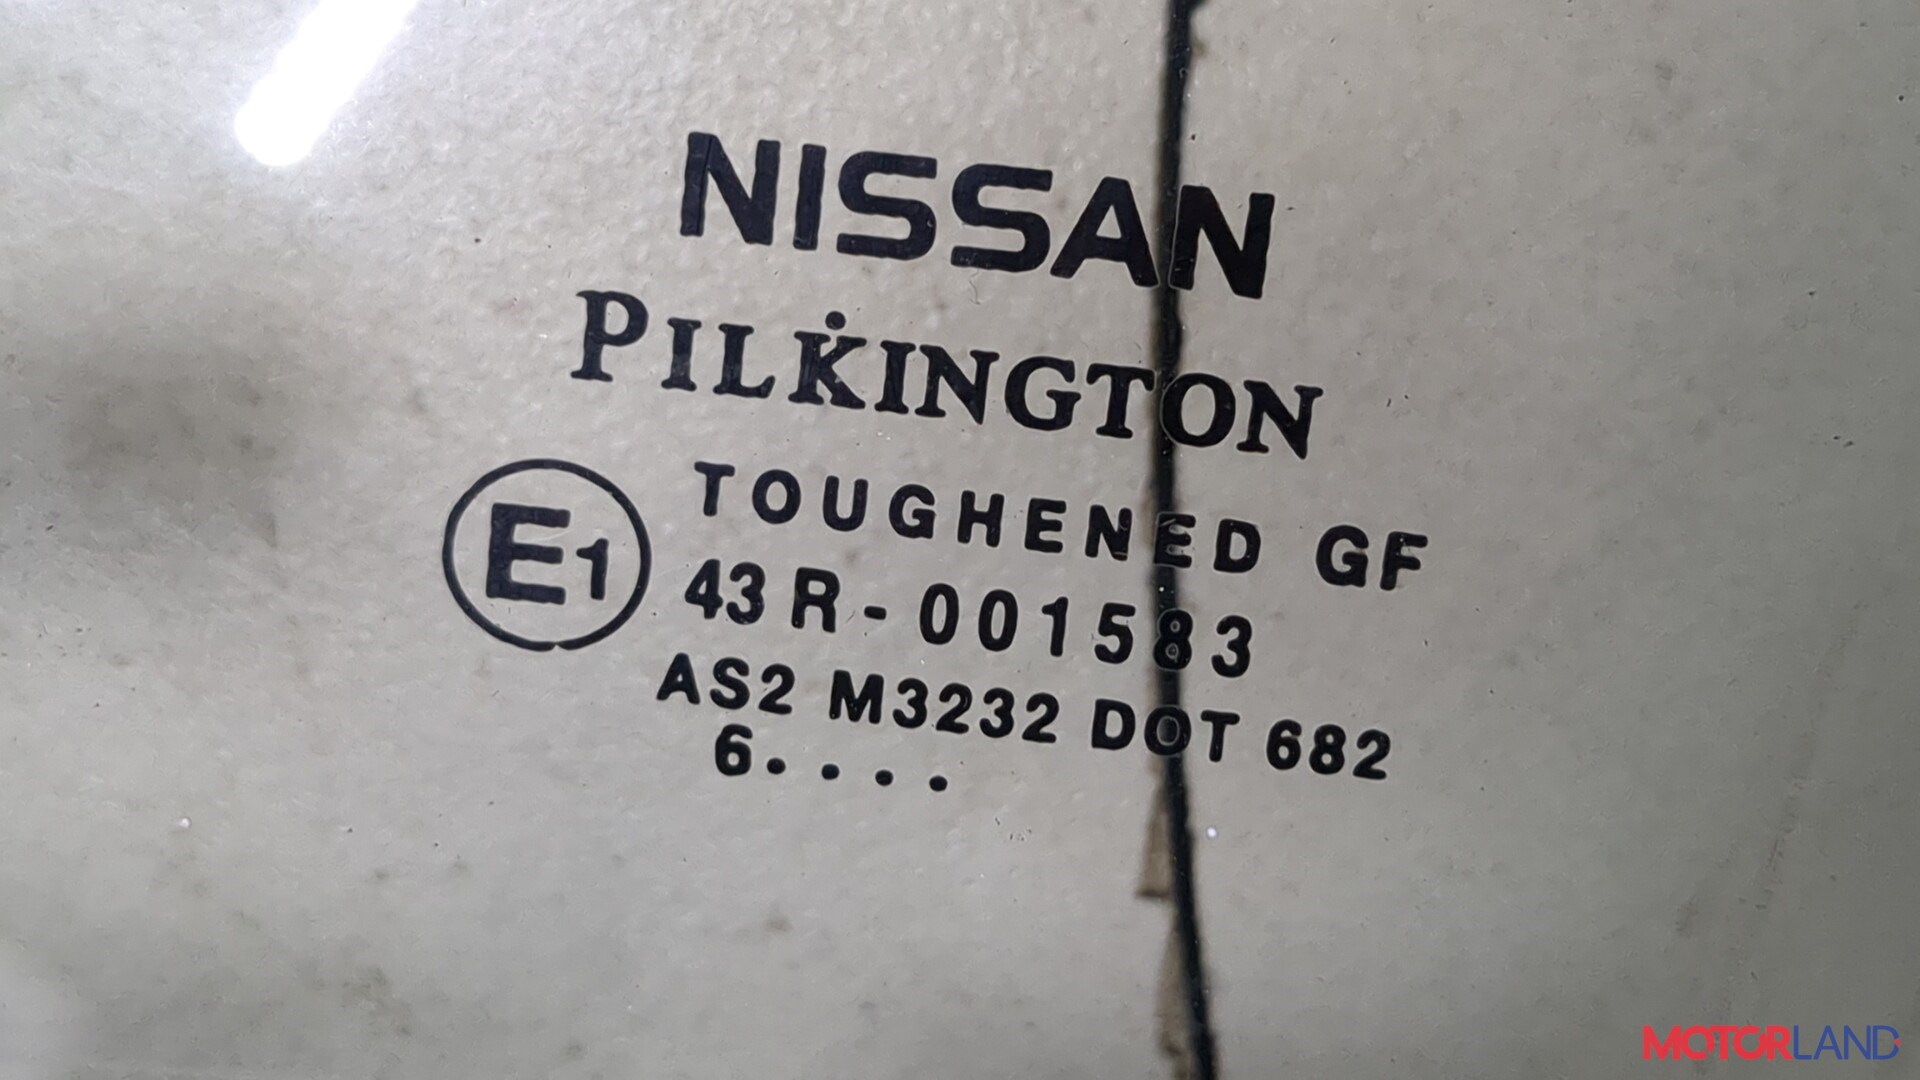 NISSAN
PILKINGTON
E1
TOUGHENED GF
43R-001583
AS2 M3232 DOT 682
6. . . .
MOTORLAND